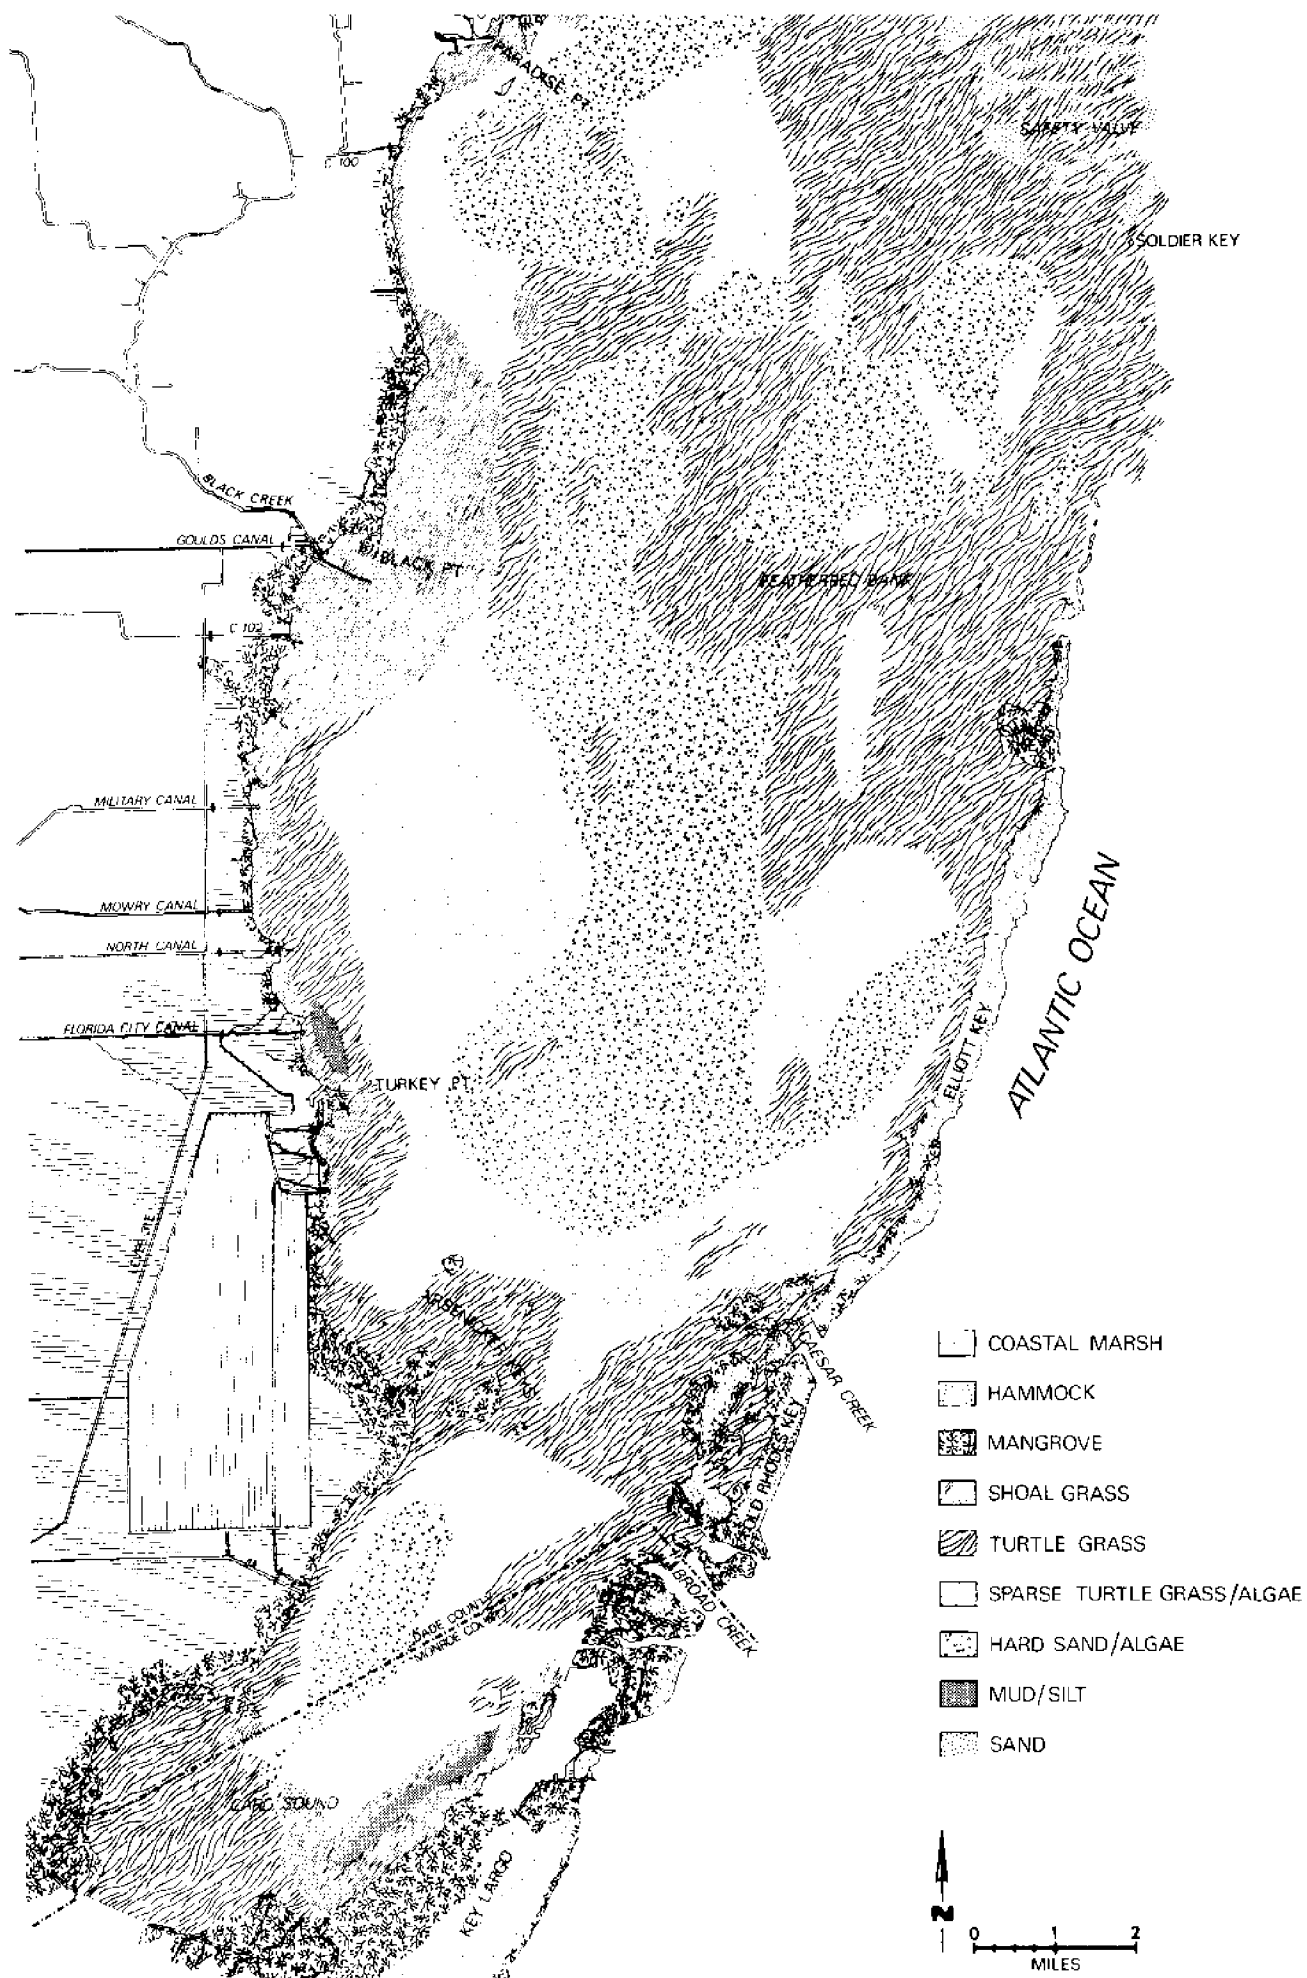 PARADISE PT.
SAFETY VALVE
C 100
SOLDIER KEY
BLACK CREEK
GOULDS CANAL
BLACK PT.
FEATHERBED BANK
C 102
MILITARY CANAL
MOWRY CANAL
NORTH CANAL
ATLANTIC OCEAN
FLORIDA CITY CANAL
ELLIOTT KEY
TURKEY PT.
ARSENICKER KEYS
CAESAR CREEK
OLD RHODES KEY
BROAD CREEK
DADE COUNTY
MONROE COUNTY
CARD SOUND
KEY LARGO
COASTAL MARSH
HAMMOCK
MANGROVE
SHOAL GRASS
TURTLE GRASS
SPARSE TURTLE GRASS/ALGAE
HARD SAND/ALGAE
MUD/SILT
SAND
N
0 1 2
MILES